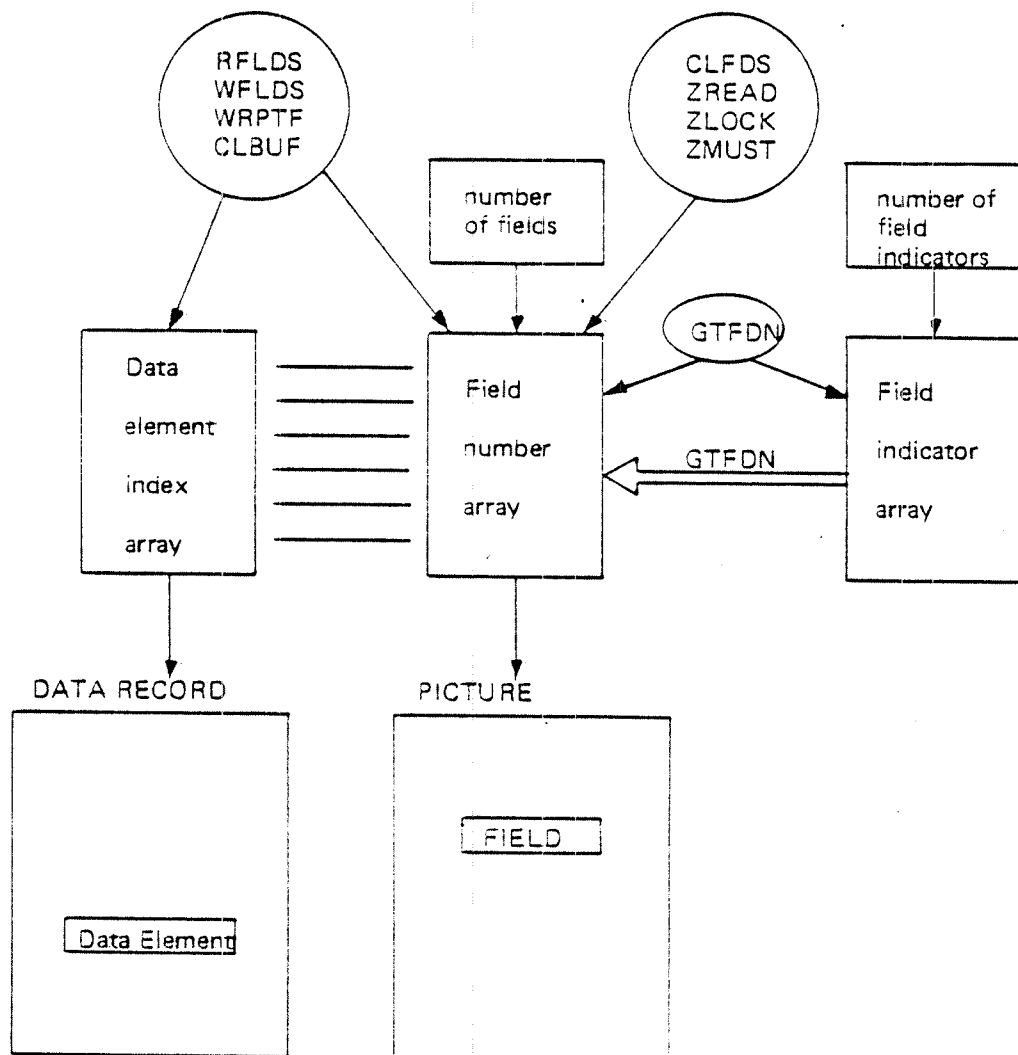 RFLDS
WFLDS
WRPTF
CLBUF
CLFDS
ZREAD
ZLOCK
ZMUST
number
of fields
number of
field
indicators
GTFDN
Data
element
index
array
Field
number
array
GTFDN
Field
indicator
array
DATA RECORD
PICTURE
FIELD
Data Element